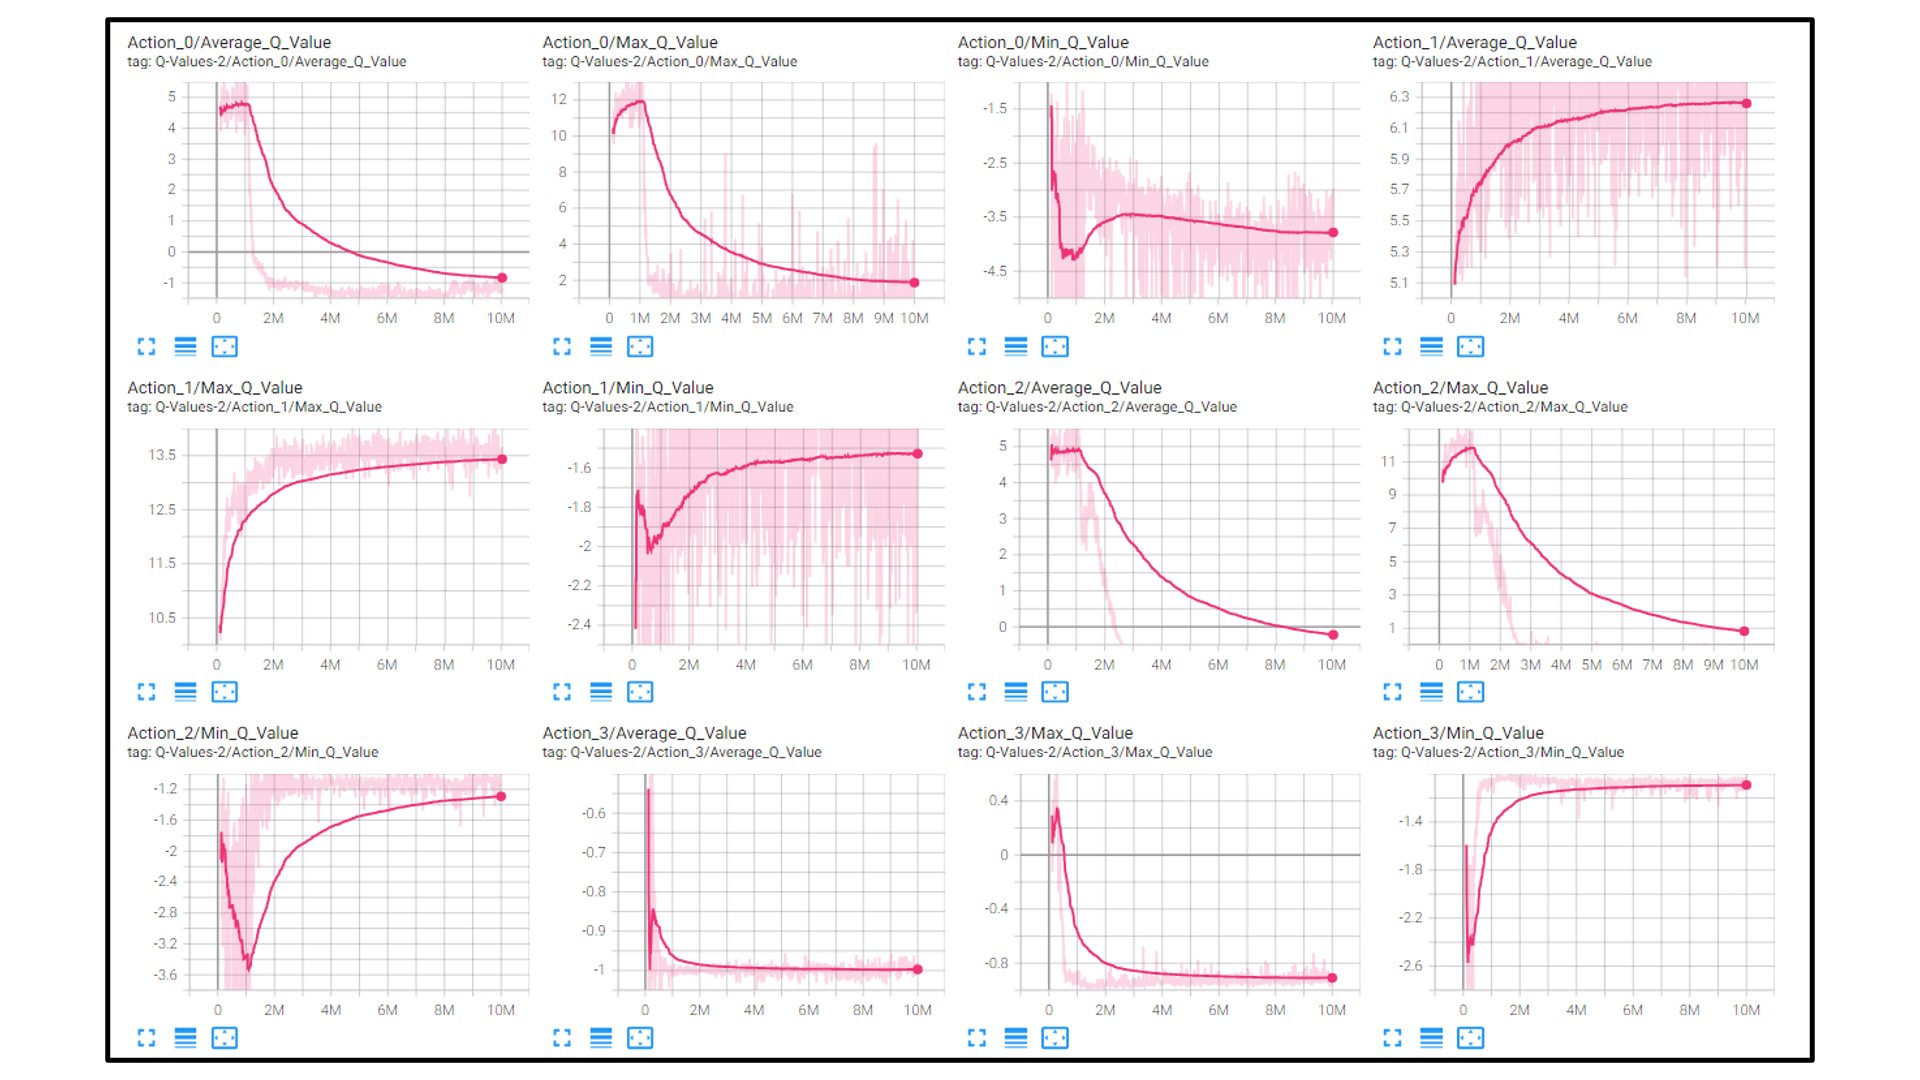 Action_0/Average_Q_Value
tag: Q-Values-2/Action_0/Average_Q_Value
5
4
3
2
1
0
-1
0 2M 4M 6M 8M 10M
Action_0/Max_Q_Value
tag: Q-Values-2/Action_0/Max_Q_Value
12
10
8
6
4
2
0 1M 2M 3M 4M 5M 6M 7M 8M 9M 10M
Action_0/Min_Q_Value
tag: Q-Values-2/Action_0/Min_Q_Value
-1.5
-2.5
-3.5
-4.5
0 2M 4M 6M 8M 10M
Action_1/Average_Q_Value
tag: Q-Values-2/Action_1/Average_Q_Value
6.3
6.1
5.9
5.7
5.5
5.3
5.1
0 2M 4M 6M 8M 10M
Action_1/Max_Q_Value
tag: Q-Values-2/Action_1/Max_Q_Value
13.5
12.5
11.5
10.5
0 2M 4M 6M 8M 10M
Action_1/Min_Q_Value
tag: Q-Values-2/Action_1/Min_Q_Value
-1.6
-1.8
-2
-2.2
-2.4
0 2M 4M 6M 8M 10M
Action_2/Average_Q_Value
tag: Q-Values-2/Action_2/Average_Q_Value
5
4
3
2
1
0
0 2M 4M 6M 8M 10M
Action_2/Max_Q_Value
tag: Q-Values-2/Action_2/Max_Q_Value
11
9
7
5
3
1
0 1M 2M 3M 4M 5M 6M 7M 8M 9M 10M
Action_2/Min_Q_Value
tag: Q-Values-2/Action_2/Min_Q_Value
-1.2
-1.6
-2
-2.4
-2.8
-3.2
-3.6
0 2M 4M 6M 8M 10M
Action_3/Average_Q_Value
tag: Q-Values-2/Action_3/Average_Q_Value
-0.6
-0.7
-0.8
-0.9
-1
0 2M 4M 6M 8M 10M
Action_3/Max_Q_Value
tag: Q-Values-2/Action_3/Max_Q_Value
0.4
0
-0.4
-0.8
0 2M 4M 6M 8M 10M
Action_3/Min_Q_Value
tag: Q-Values-2/Action_3/Min_Q_Value
-1.4
-1.8
-2.2
-2.6
0 2M 4M 6M 8M 10M